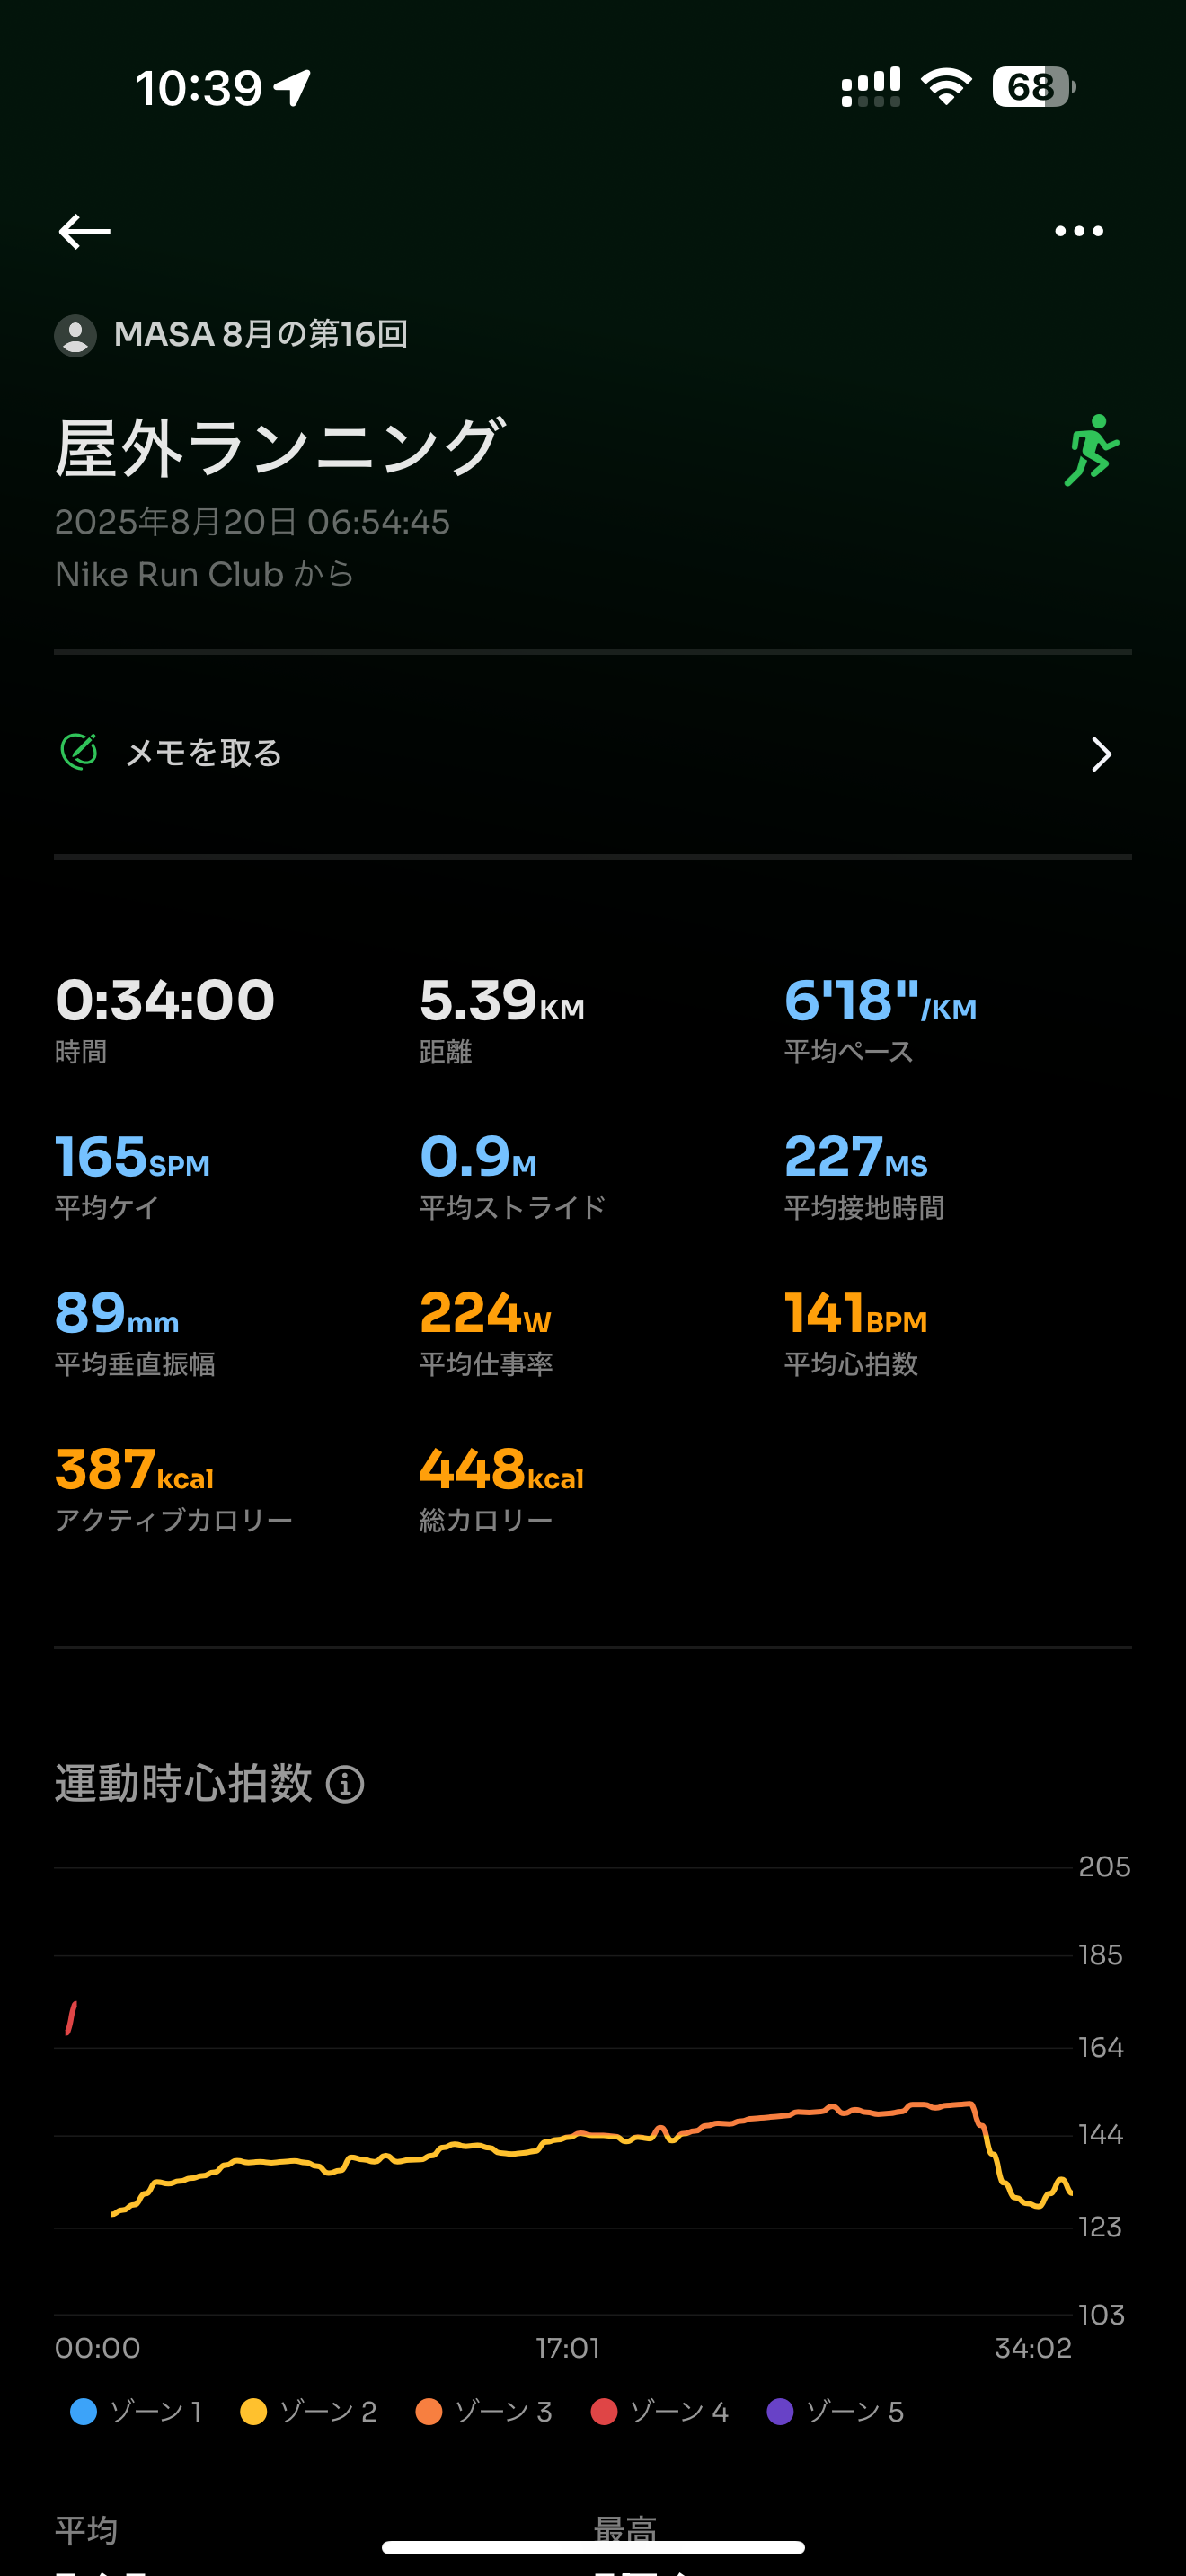 10:39
68
MASA 8月の第16回
屋外ランニング
2025年8月20日 06:54:45
Nike Run Club から
メモを取る
0:34:00 5.39KM 6'18"/KM
時間 距離 平均ペース
165SPM 0.9M 227MS
平均ケイ 平均ストライド 平均接地時間
89mm 224W 141BPM
平均垂直振幅 平均仕事率 平均心拍数
387kcal 448kcal
アクティブカロリー 総カロリー
運動時心拍数
205
185
164
144
123
103
00:00 17:01 34:02
ゾーン 1 ゾーン 2 ゾーン 3 ゾーン 4 ゾーン 5
平均 最高